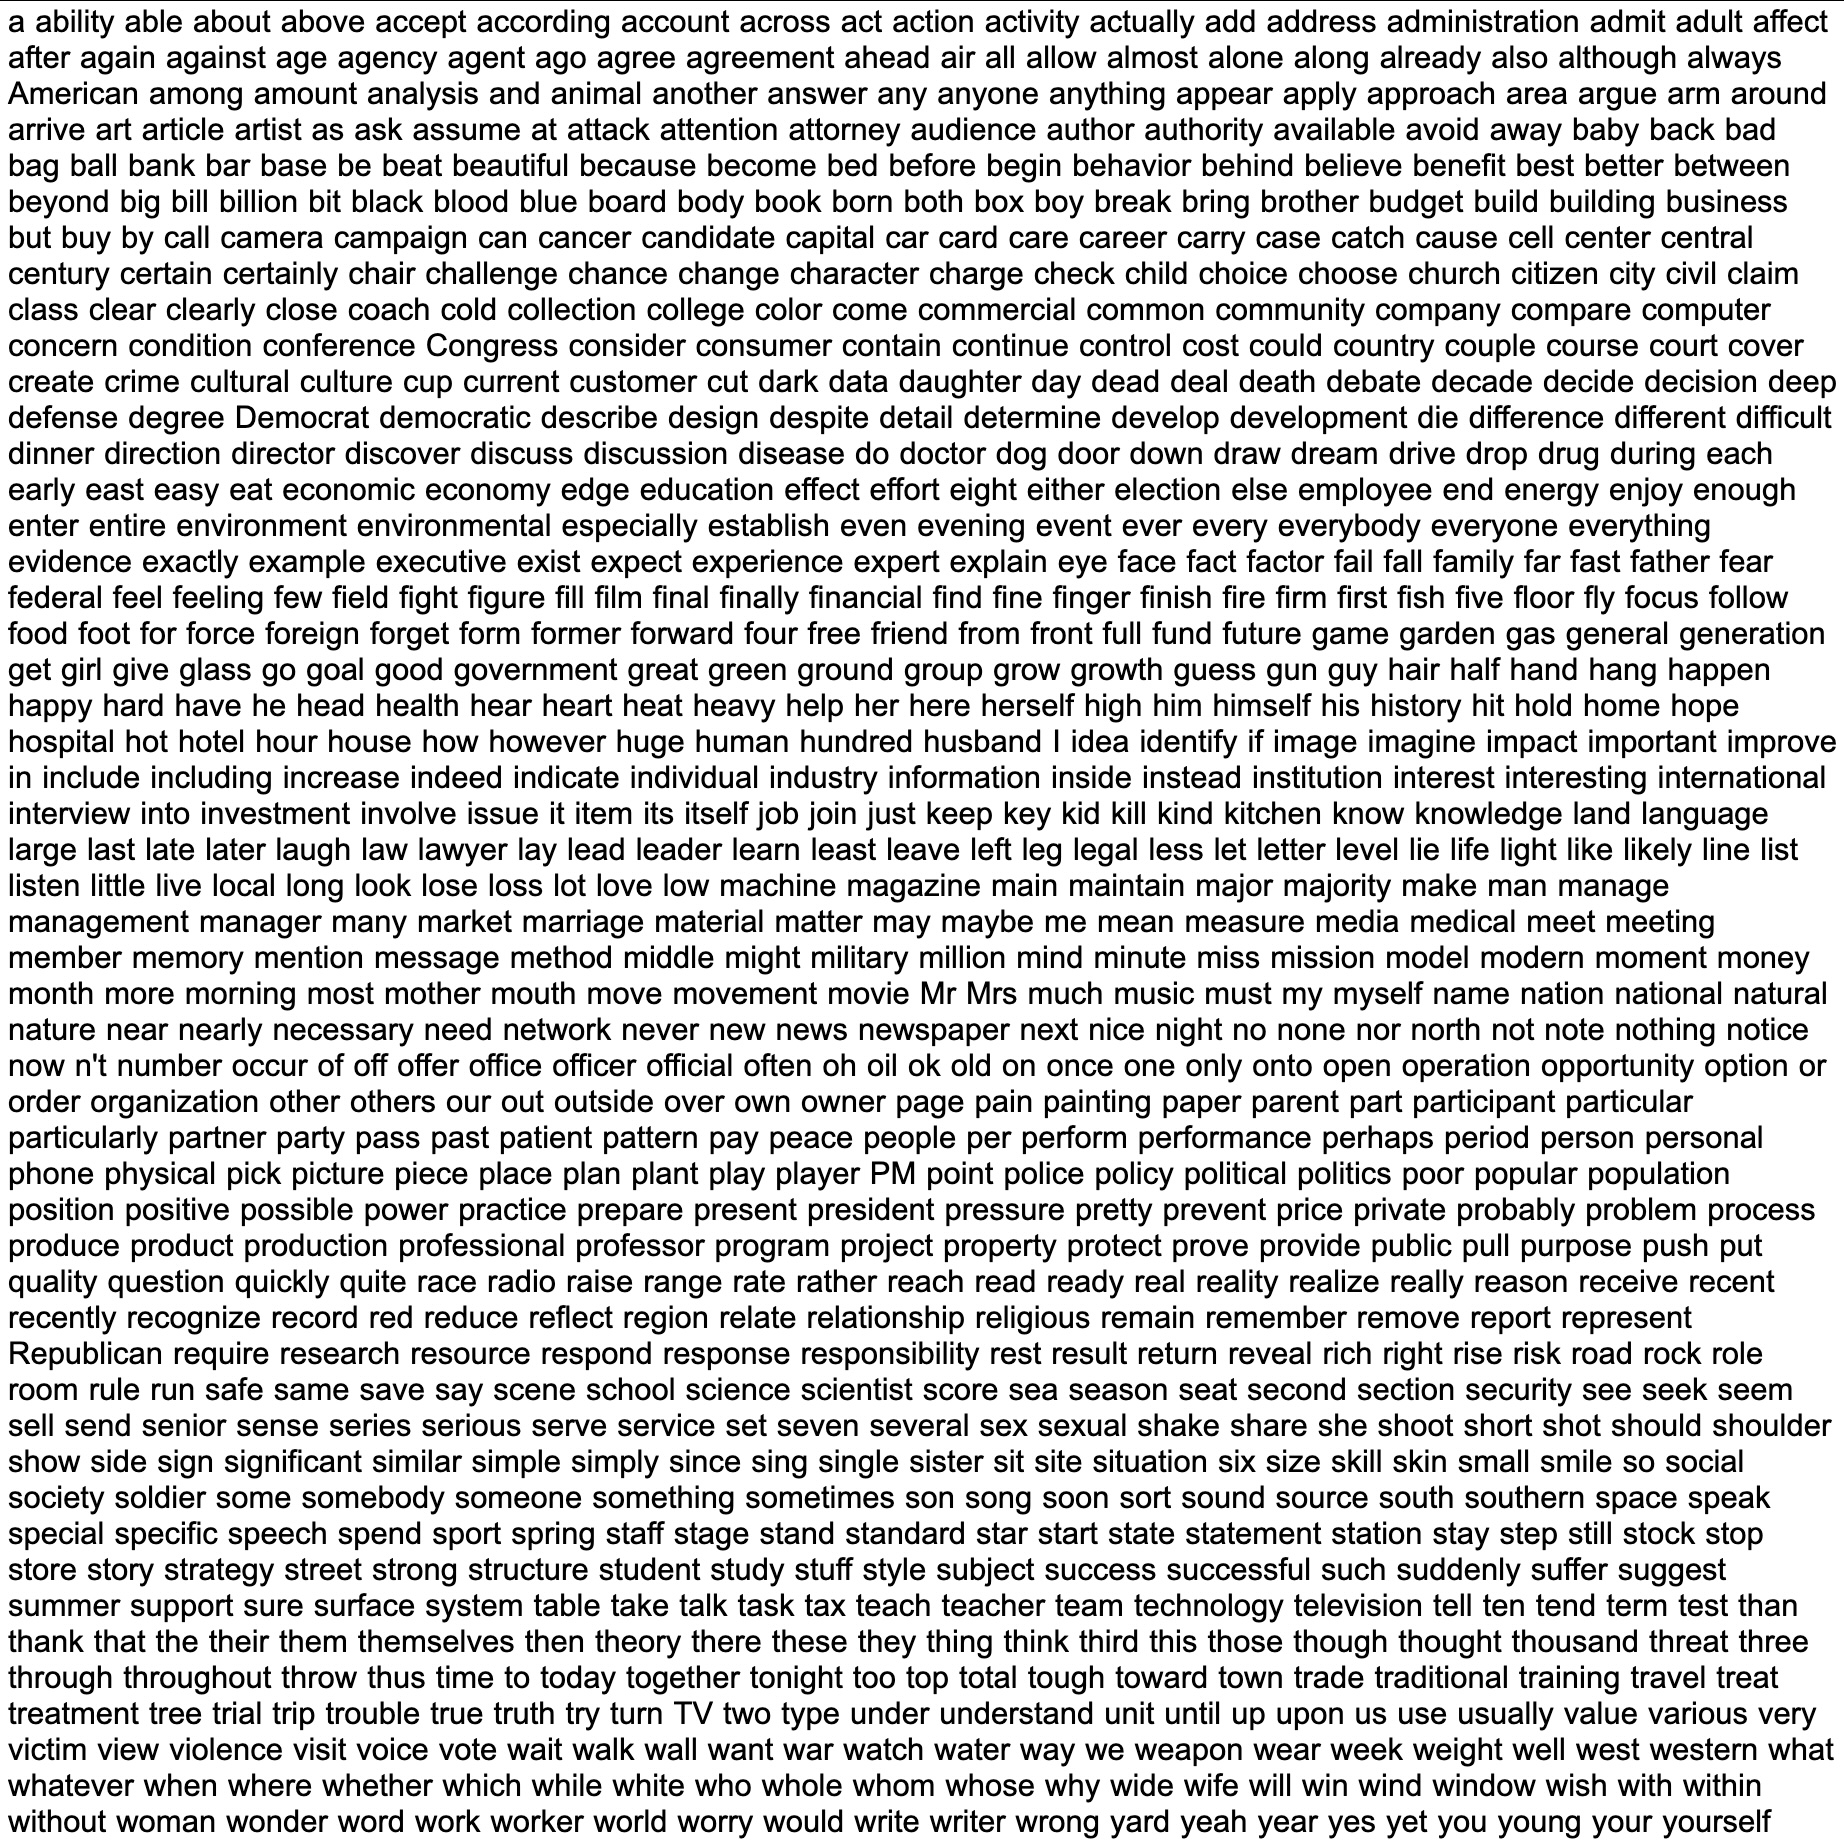 a ability able about above accept according account across act action activity actually add address administration admit adult affect
after again against age agency agent ago agree agreement ahead air all allow almost alone along already also although always
American among amount analysis and animal another answer any anyone anything appear apply approach area argue arm around
arrive art article artist as ask assume at attack attention attorney audience author authority available avoid away baby back bad
bag ball bank bar base be beat beautiful because become bed before begin behavior behind believe benefit best better between
beyond big bill billion bit black blood blue board body book born both box boy break bring brother budget build building business
but buy by call camera campaign can cancer candidate capital car card care career carry case catch cause cell center central
century certain certainly chair challenge chance change character charge check child choice choose church citizen city civil claim
class clear clearly close coach cold collection college color come commercial common community company compare computer
concern condition conference Congress consider consumer contain continue control cost could country couple course court cover
create crime cultural culture cup current customer cut dark data daughter day dead deal death debate decade decide decision deep
defense degree Democrat democratic describe design despite detail determine develop development die difference different difficult
dinner direction director discover discuss discussion disease do doctor dog door down draw dream drive drop drug during each
early east easy eat economic economy edge education effect effort eight either election else employee end energy enjoy enough
enter entire environment environmental especially establish even evening event ever every everybody everyone everything
evidence exactly example executive exist expect experience expert explain eye face fact factor fail fall family far fast father fear
federal feel feeling few field fight figure fill film final finally financial find fine finger finish fire firm first fish five floor fly focus follow
food foot for force foreign forget form former forward four free friend from front full fund future game garden gas general generation
get girl give glass go goal good government great green ground group grow growth guess gun guy hair half hand hang happen
happy hard have he head health hear heart heat heavy help her here herself high him himself his history hit hold home hope
hospital hot hotel hour house how however huge human hundred husband I idea identify if image imagine impact important improve
in include including increase indeed indicate individual industry information inside instead institution interest interesting international
interview into investment involve issue it item its itself job join just keep key kid kill kind kitchen know knowledge land language
large last late later laugh law lawyer lay lead leader learn least leave left leg legal less let letter level lie life light like likely line list
listen little live local long look lose loss lot love low machine magazine main maintain major majority make man manage
management manager many market marriage material matter may maybe me mean measure media medical meet meeting
member memory mention message method middle might military million mind minute miss mission model modern moment money
month more morning most mother mouth move movement movie Mr Mrs much music must my myself name nation national natural
nature near nearly necessary need network never new news newspaper next nice night no none nor north not note nothing notice
now n't number occur of off offer office officer official often oh oil ok old on once one only onto open operation opportunity option or
order organization other others our out outside over own owner page pain painting paper parent part participant particular
particularly partner party pass past patient pattern pay peace people per perform performance perhaps period person personal
phone physical pick picture piece place plan plant play player PM point police policy political politics poor popular population
position positive possible power practice prepare present president pressure pretty prevent price private probably problem process
produce product production professional professor program project property protect prove provide public pull purpose push put
quality question quickly quite race radio raise range rate rather reach read ready real reality realize really reason receive recent
recently recognize record red reduce reflect region relate relationship religious remain remember remove report represent
Republican require research resource respond response responsibility rest result return reveal rich right rise risk road rock role
room rule run safe same save say scene school science scientist score sea season seat second section security see seek seem
sell send senior sense series serious serve service set seven several sex sexual shake share she shoot short shot should shoulder
show side sign significant similar simple simply since sing single sister sit site situation six size skill skin small smile so social
society soldier some somebody someone something sometimes son song soon sort sound source south southern space speak
special specific speech spend sport spring staff stage stand standard star start state statement station stay step still stock stop
store story strategy street strong structure student study stuff style subject success successful such suddenly suffer suggest
summer support sure surface system table take talk task tax teach teacher team technology television tell ten tend term test than
thank that the their them themselves then theory there these they thing think third this those though thought thousand threat three
through throughout throw thus time to today together tonight too top total tough toward town trade traditional training travel treat
treatment tree trial trip trouble true truth try turn TV two type under understand unit until up upon us use usually value various very
victim view violence visit voice vote wait walk wall want war watch water way we weapon wear week weight well west western what
whatever when where whether which while white who whole whom whose why wide wife will win wind window wish with within
without woman wonder word work worker world worry would write writer wrong yard yeah year yes yet you young your yourself